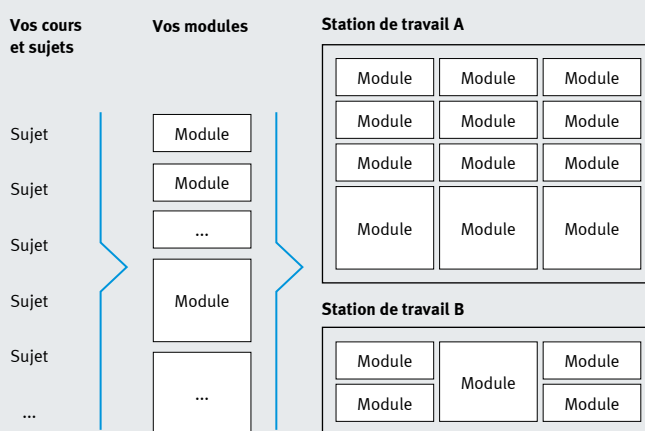 Vos cours
et sujets
Sujet
Sujet
Sujet
Sujet
Sujet
...
Vos modules
Module
Module
...
Module
...
Station de travail A
Module Module Module
Module Module Module
Module Module Module
Module Module Module
Station de travail B
Module Module
Module
Module Module